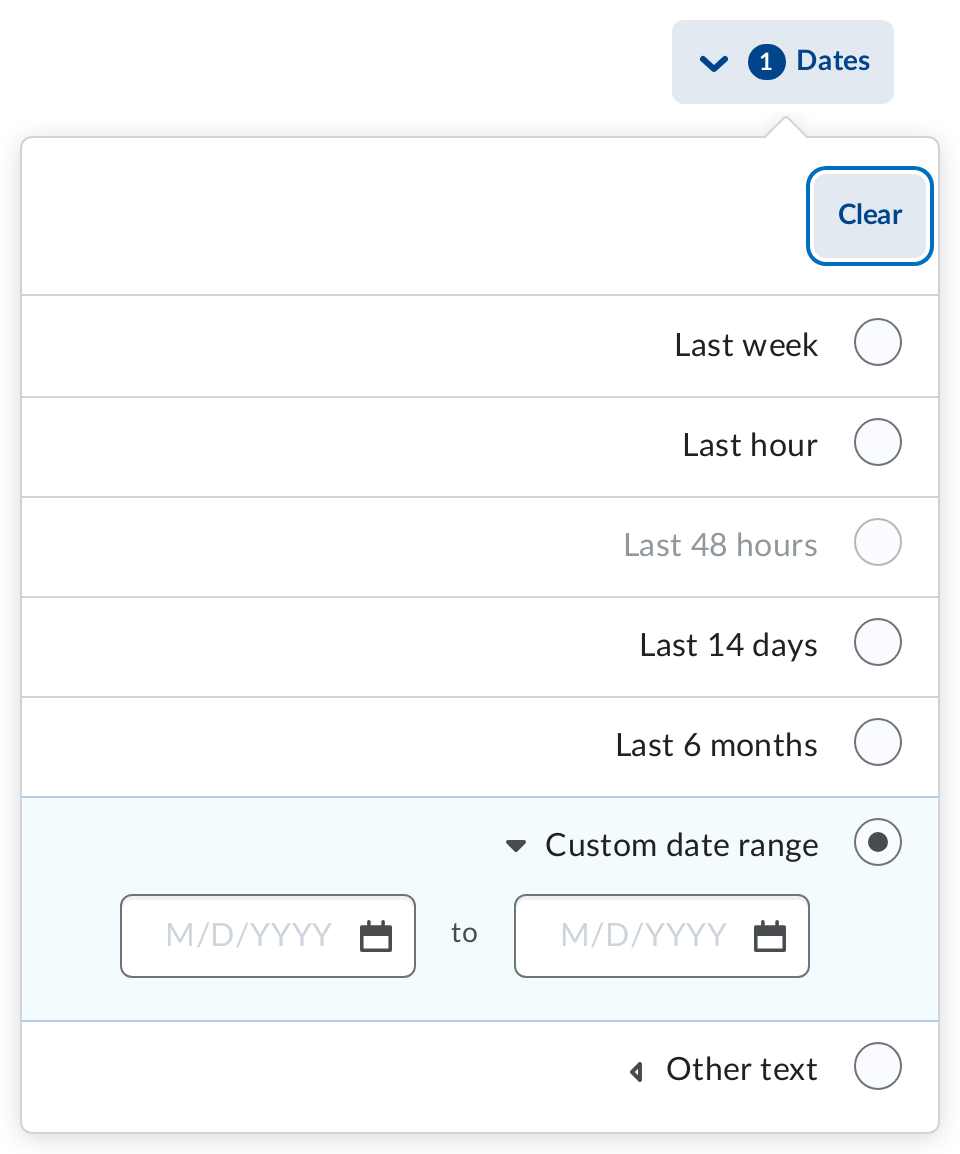 1 Dates
Clear
Last week
Last hour
Last 48 hours
Last 14 days
Last 6 months
Custom date range
M/D/YYYY to M/D/YYYY
Other text